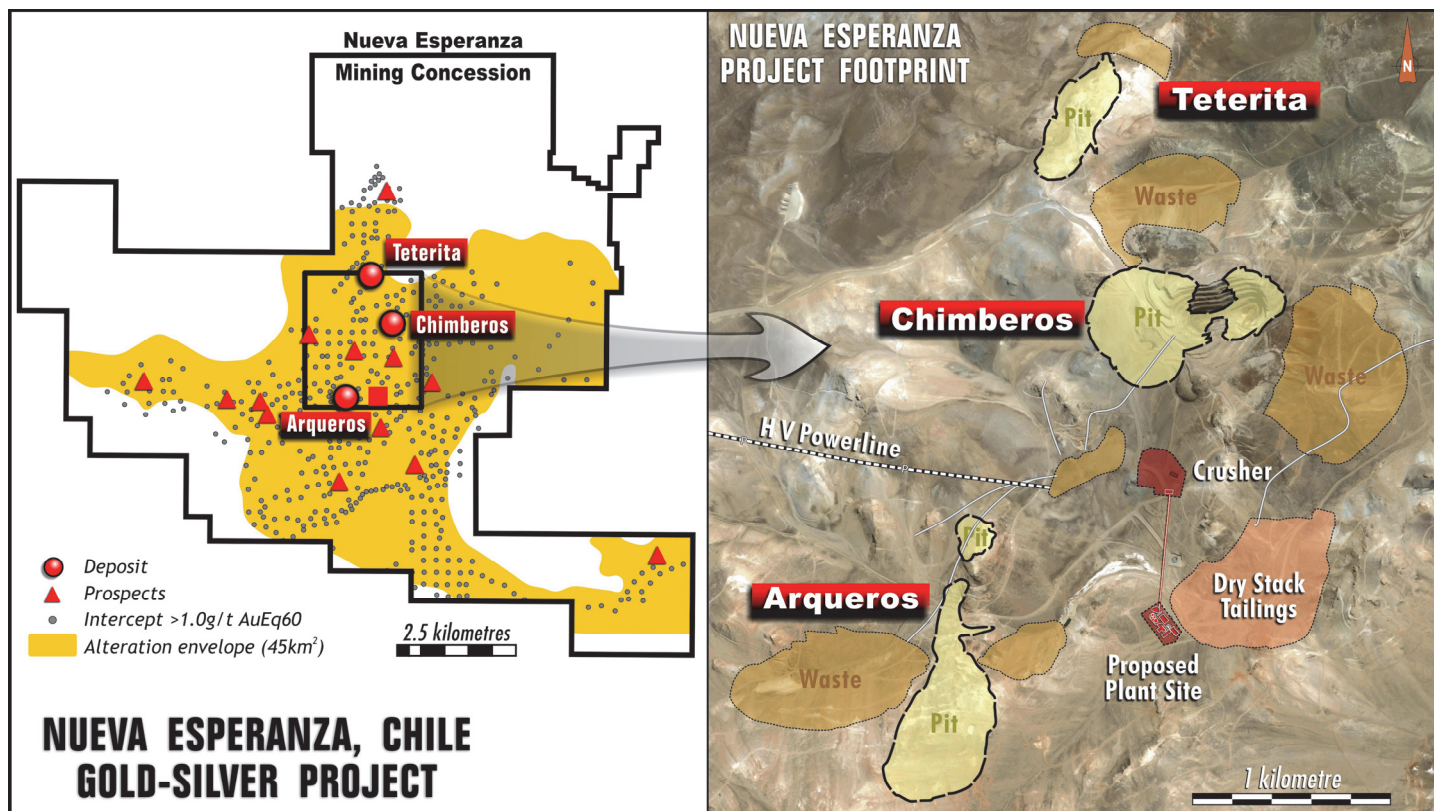 Nueva Esperanza
Mining Concession
Teterita
Chimberos
Arqueros
Deposit
Prospects
Intercept >1.0g/t AuEq60
Alteration envelope (45km²)
2.5 kilometres
NUEVA ESPERANZA, CHILE
GOLD-SILVER PROJECT
NUEVA ESPERANZA
PROJECT FOOTPRINT
N
Teterita
Pit
Waste
Chimberos
Pit
Waste
H V Powerline
P
Crusher
Pit
Arqueros
Dry Stack
Tailings
Waste
Pit
Proposed
Plant Site
1 kilometre